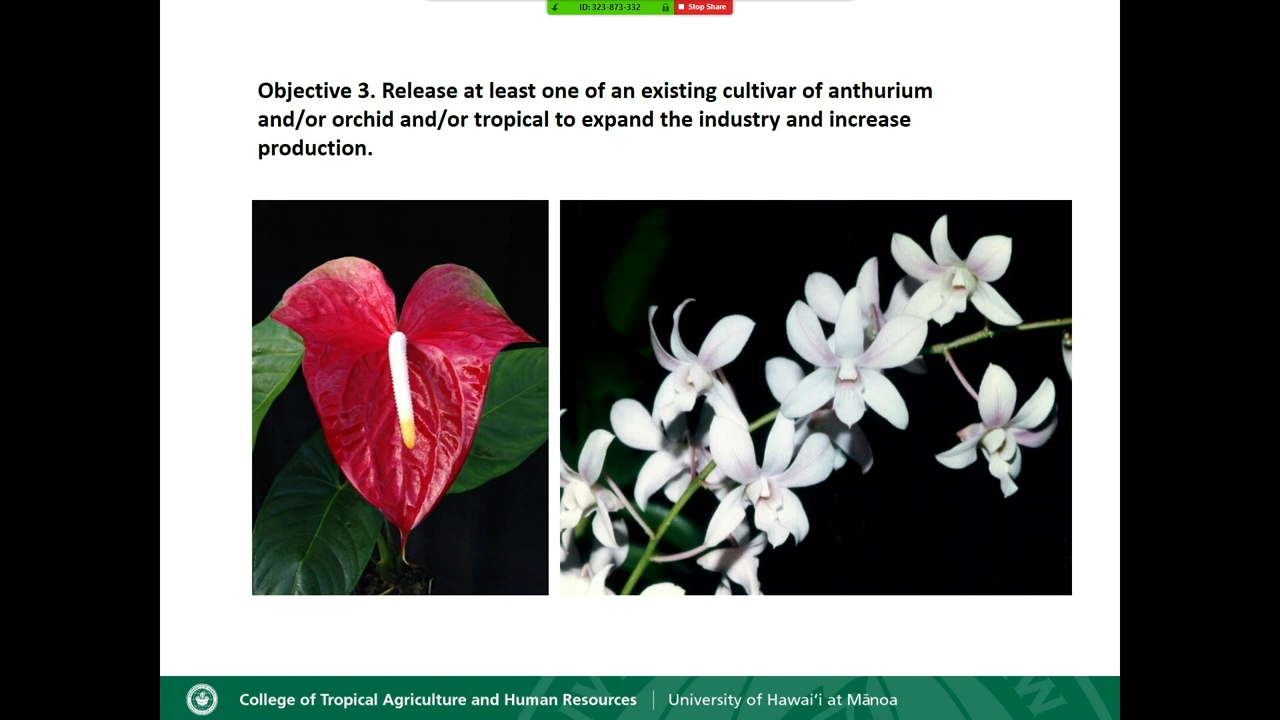 ID: 323-873-332
Stop Share
Objective 3. Release at least one of an existing cultivar of anthurium
and/or orchid and/or tropical to expand the industry and increase
production.
College of Tropical Agriculture and Human Resources
University of Hawai‘i at Mānoa